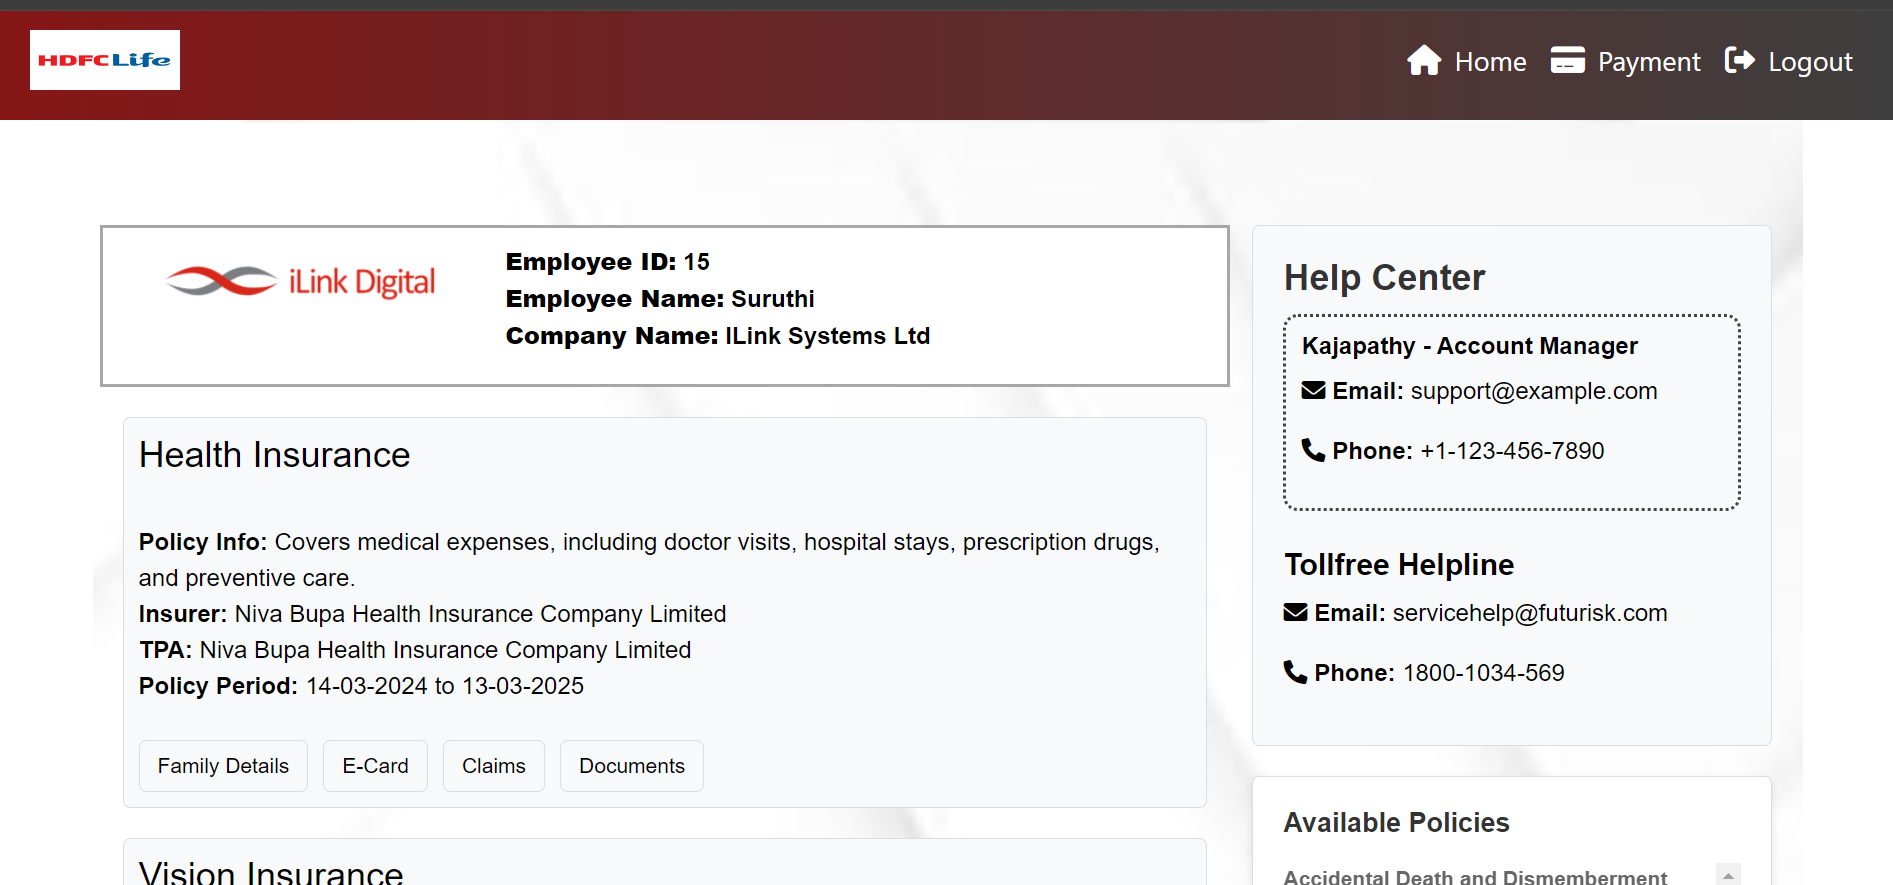 HDFC Life
Home
Payment
Logout
iLink Digital
Employee ID: 15
Employee Name: Suruthi
Company Name: ILink Systems Ltd
Health Insurance
Policy Info: Covers medical expenses, including doctor visits, hospital stays, prescription drugs,
and preventive care.
Insurer: Niva Bupa Health Insurance Company Limited
TPA: Niva Bupa Health Insurance Company Limited
Policy Period: 14-03-2024 to 13-03-2025
Family Details
E-Card
Claims
Documents
Vision Insurance
Help Center
Kajapathy - Account Manager
Email: support@example.com
Phone: +1-123-456-7890
Tollfree Helpline
Email: servicehelp@futurisk.com
Phone: 1800-1034-569
Available Policies
Accidental Death and Dismemberment